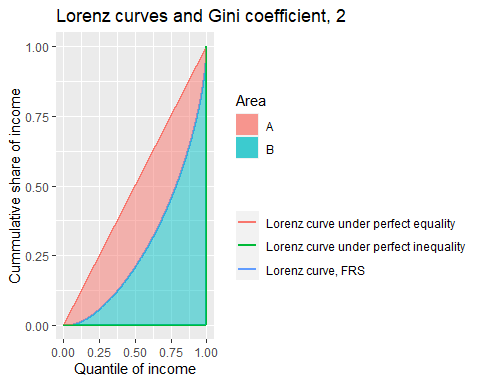 Lorenz curves and Gini coefficient, 2
Cummulative share of income
1.00
0.75
0.50
0.25
0.00
0.00 0.25 0.50 0.75 1.00
Quantile of income
Area
A
B
Lorenz curve under perfect equality
Lorenz curve under perfect inequality
Lorenz curve, FRS